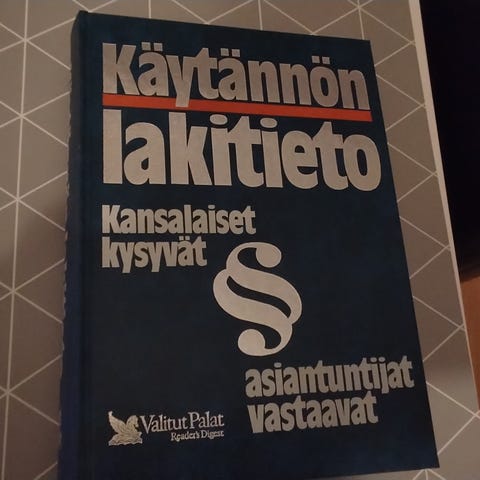 Käytännön
lakitieto
Kansalaiset
kysyvät
§
asiantuntijat
vastaavat
Valitut Palat
Reader's Digest